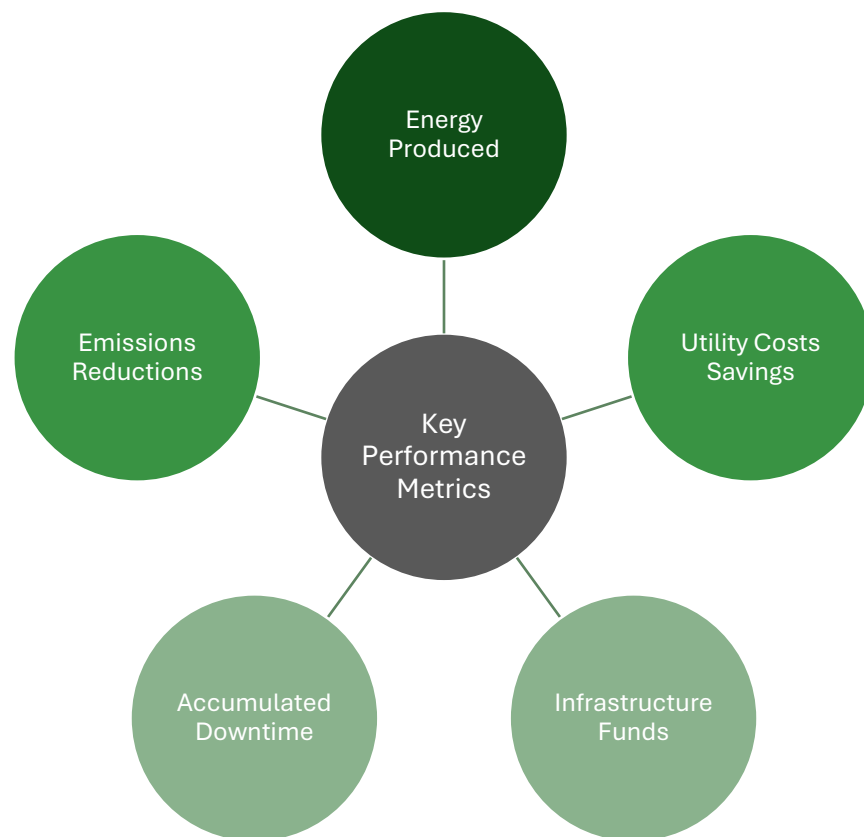 Energy
Produced
Emissions
Reductions
Utility Costs
Savings
Key
Performance
Metrics
Accumulated
Downtime
Infrastructure
Funds